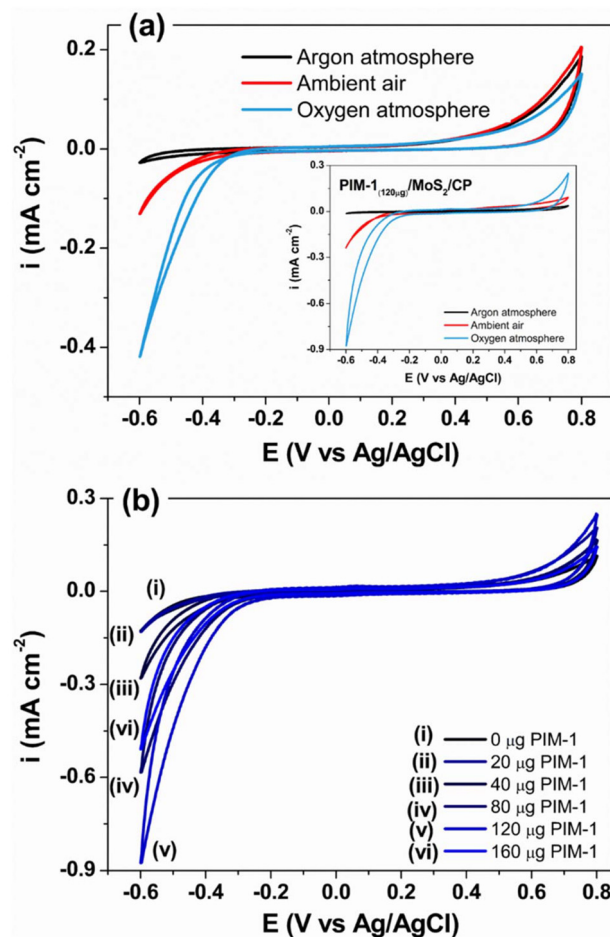 (a)
Argon atmosphere
Ambient air
Oxygen atmosphere
0.2
0.0
-0.2
-0.4
i (mA cm-2)
PIM-1(120μg)/MoS2/CP
0.3
0.0
-0.3
-0.6
-0.9
i (mA cm-2)
Argon atmosphere
Ambient air
Oxygen atmosphere
-0.6 -0.4 -0.2 0.0 0.2 0.4 0.6 0.8
E (V vs Ag/AgCl)
-0.6 -0.4 -0.2 0.0 0.2 0.4 0.6 0.8
E (V vs Ag/AgCl)
(b)
0.3
0.0
-0.3
-0.6
-0.9
i (mA cm-2)
(i)
(ii)
(iii)
(vi)
(iv)
(v)
(i) 0 μg PIM-1
(ii) 20 μg PIM-1
(iii) 40 μg PIM-1
(iv) 80 μg PIM-1
(v) 120 μg PIM-1
(vi) 160 μg PIM-1
-0.6 -0.4 -0.2 0.0 0.2 0.4 0.6 0.8
E (V vs Ag/AgCl)